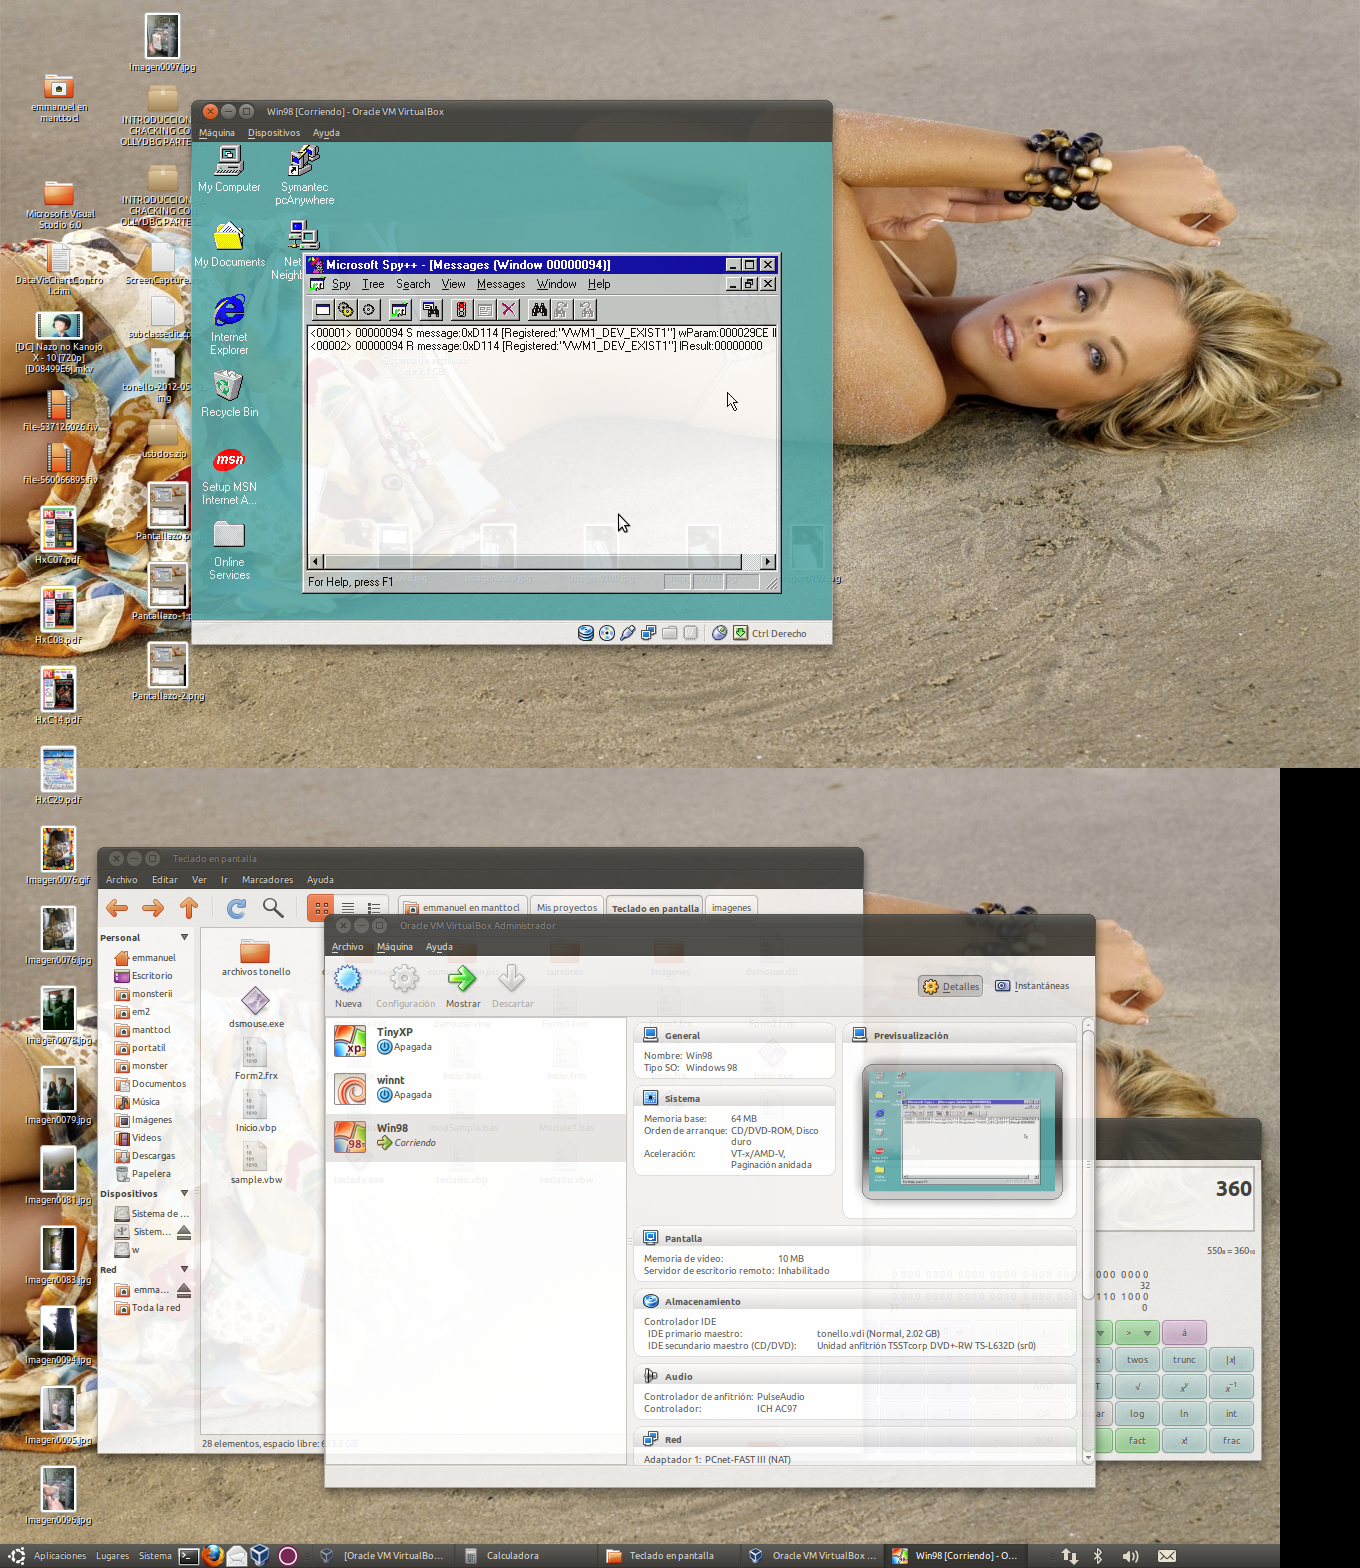 Imagen0097.jpg
emmanuel en
manttocl
INTRODUCCION
CRACKING CO
OLLYDBG PARTE
Microsoft Visual
Studio 6.0
INTRODUCCION
CRACKING CO
OLLYDBG PARTE
DataVisChartContro
l.chm
ScreenCapture.
[DC] Nazo no Kanojo
X - 10 [720p]
[D08499E6].mkv
subclassedit.c
tonello-2012-05
.img
file-537126026.flv
usbdos.zip
file-560066895.flv
Pantallazo.p
HxC07.pdf
Pantallazo-1.png
HxC08.pdf
Pantallazo-2.png
HxC14.pdf
HxC29.pdf
Imagen0076.gif
Imagen0076.jpg
Imagen0078.jpg
Imagen0079.jpg
Imagen0081.jpg
Imagen0083.jpg
Imagen0094.jpg
Imagen0095.jpg
Imagen0096.jpg
Win98 [Corriendo] - Oracle VM VirtualBox
Máquina Dispositivos Ayuda
My Computer
Symantec
pcAnywhere
My Documents
Net
Neighb
Internet
Explorer
Recycle Bin
msn
Setup MSN
Internet A...
Online
Services
Microsoft Spy++ - [Messages (Window 00000094)]
Spy Tree Search View Messages Window Help
<00001> 00000094 S message:0xD114 [Registered:"VWM1_DEV_EXIST1"] wParam:000029CE lI
<00002> 00000094 R message:0xD114 [Registered:"VWM1_DEV_EXIST1"] lResult:00000000
For Help, press F1
Ctrl Derecho
Teclado en pantalla
Archivo Editar Ver Ir Marcadores Ayuda
emmanuel en manttocl Mis proyectos Teclado en pantalla imagenes
Personal
emmanuel
Escritorio
monsterii
em2
manttocl
portatil
monster
Documentos
Música
Imágenes
Videos
Descargas
Papelera
Dispositivos
Sistema de ...
Sistem...
w
Red
emma...
Toda la red
archivos tonello
dsmouse.exe
Form2.frx
Inicio.vbp
sample.vbw
28 elementos, espacio libre:
Oracle VM VirtualBox Administrador
Archivo Máquina Ayuda
Nueva Configuración Mostrar Descartar
Detalles Instantáneas
TinyXP
Apagada
winnt
Apagada
Win98
Corriendo
General
Nombre: Win98
Tipo SO: Windows 98
Sistema
Memoria base: 64 MB
Orden de arranque: CD/DVD-ROM, Disco
duro
Aceleración: VT-x/AMD-V,
Paginación anidada
Previsualización
Pantalla
Memoria de vídeo: 10 MB
Servidor de escritorio remoto: Inhabilitado
Almacenamiento
Controlador IDE
IDE primario maestro: tonello.vdi (Normal, 2.02 GB)
IDE secundario maestro (CD/DVD): Unidad anfitrión TSSTcorp DVD+-RW TS-L632D (sr0)
Audio
Controlador de anfitrión: PulseAudio
Controlador: ICH AC97
Red
Adaptador 1: PCnet-FAST III (NAT)
360
550₈ = 360₁₀
0000 0000
32
110 1000
0
> á
twos trunc |x|
√ xʸ x⁻¹
log ln int
fact x! frac
Aplicaciones Lugares Sistema
[Oracle VM VirtualBo...
Calculadora
Teclado en pantalla
Oracle VM VirtualBox ...
Win98 [Corriendo] - O...